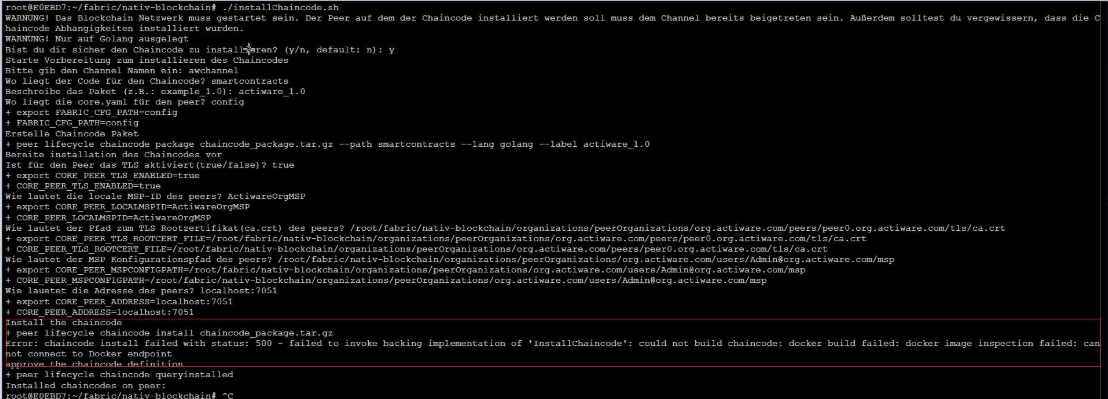 root@E0EBD7:~/fabric/nativ-blockchain# ./installChaincode.sh
WARNUNG! Das Blockchain Netzwerk muss gestartet sein. Der Peer auf dem der Chaincode installiert werden soll muss dem Channel bereits beigetreten sein. Außerdem solltest du vergewissern, dass die C
haincode Abhängigkeiten installiert wurden.
WARNUNG! Nur auf Golang ausgelegt
Bist du dir sicher den Chaincode zu installieren? (y/n, default: n): y
Starte Vorbereitung zum installieren des Chaincodes
Bitte gib den Channel Namen ein: awchannel
Wo liegt der Code für den Chaincode? smartcontracts
Beschreibe das Paket (z.B.: example_1.0): actiware_1.0
Wo liegt die core.yaml für den peer? config
+ export FABRIC_CFG_PATH=config
+ FABRIC_CFG_PATH=config
Erstelle Chaincode Paket
+ peer lifecycle chaincode package chaincode_package.tar.gz --path smartcontracts --lang golang --label actiware_1.0
Bereite installation des Chaincodes vor
Ist für den Peer das TLS aktiviert(true/false)? true
+ export CORE_PEER_TLS_ENABLED=true
+ CORE_PEER_TLS_ENABLED=true
Wie lautet die locale MSP-ID des peers? ActiwareOrgMSP
+ export CORE_PEER_LOCALMSPID=ActiwareOrgMSP
+ CORE_PEER_LOCALMSPID=ActiwareOrgMSP
Wie lautet der Pfad zum TLS Rootzertifikat(ca.crt) des peers? /root/fabric/nativ-blockchain/organizations/peerOrganizations/org.actiware.com/peers/peer0.org.actiware.com/tls/ca.crt
+ export CORE_PEER_TLS_ROOTCERT_FILE=/root/fabric/nativ-blockchain/organizations/peerOrganizations/org.actiware.com/peers/peer0.org.actiware.com/tls/ca.crt
+ CORE_PEER_TLS_ROOTCERT_FILE=/root/fabric/nativ-blockchain/organizations/peerOrganizations/org.actiware.com/peers/peer0.org.actiware.com/tls/ca.crt
Wie lautet der MSP Konfigurationspfad des peers? /root/fabric/nativ-blockchain/organizations/peerOrganizations/org.actiware.com/users/Admin@org.actiware.com/msp
+ export CORE_PEER_MSPCONFIGPATH=/root/fabric/nativ-blockchain/organizations/peerOrganizations/org.actiware.com/users/Admin@org.actiware.com/msp
+ CORE_PEER_MSPCONFIGPATH=/root/fabric/nativ-blockchain/organizations/peerOrganizations/org.actiware.com/users/Admin@org.actiware.com/msp
Wie laustet die Adresse des peers? localhost:7051
+ export CORE_PEER_ADDRESS=localhost:7051
+ CORE_PEER_ADDRESS=localhost:7051
Install the chaincode
+ peer lifecycle chaincode install chaincode_package.tar.gz
Error: chaincode install failed with status: 500 - failed to invoke backing implementation of 'InstallChaincode': could not build chaincode: docker build failed: docker image inspection failed: can
not connect to Docker endpoint
approve the chaincode definition
+ peer lifecycle chaincode queryinstalled
Installed chaincodes on peer:
root@E0EBD7:~/fabric/nativ-blockchain# ^C